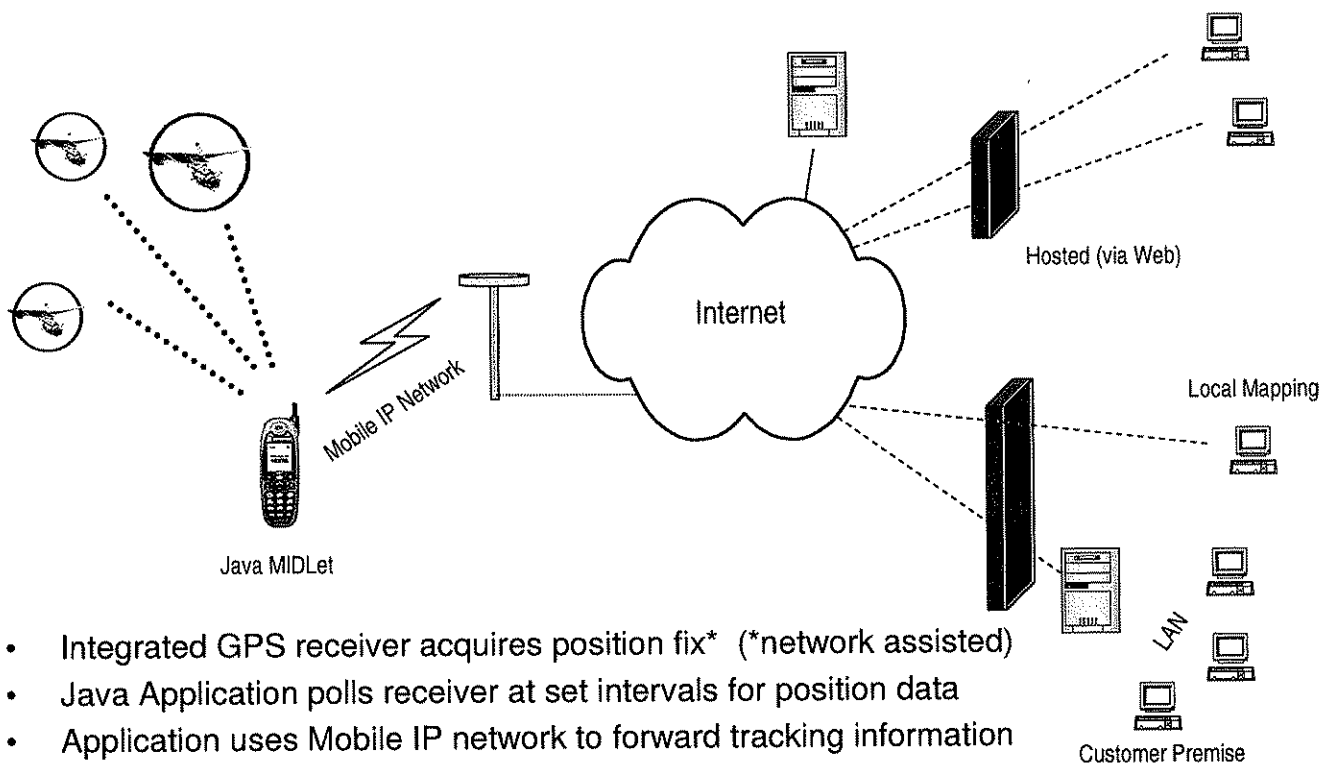 Hosted (via Web)
Internet
Local Mapping
Mobile IP Network
Java MIDLet
LAN
• Integrated GPS receiver acquires position fix* (*network assisted)
• Java Application polls receiver at set intervals for position data
• Application uses Mobile IP network to forward tracking information
Customer Premise